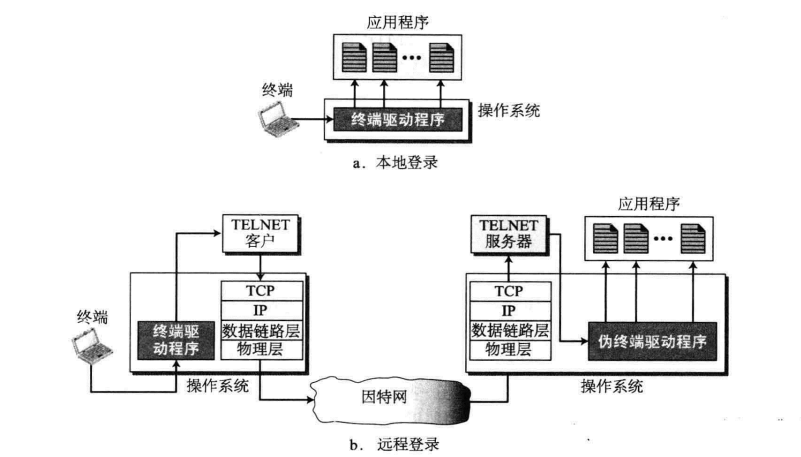 应用程序
...
终端
终端驱动程序
操作系统
a. 本地登录
TELNET
客户
TCP
IP
数据链路层
物理层
终端
终端驱
动程序
操作系统
因特网
TELNET
服务器
应用程序
...
TCP
IP
数据链路层
物理层
伪终端驱动程序
操作系统
b. 远程登录